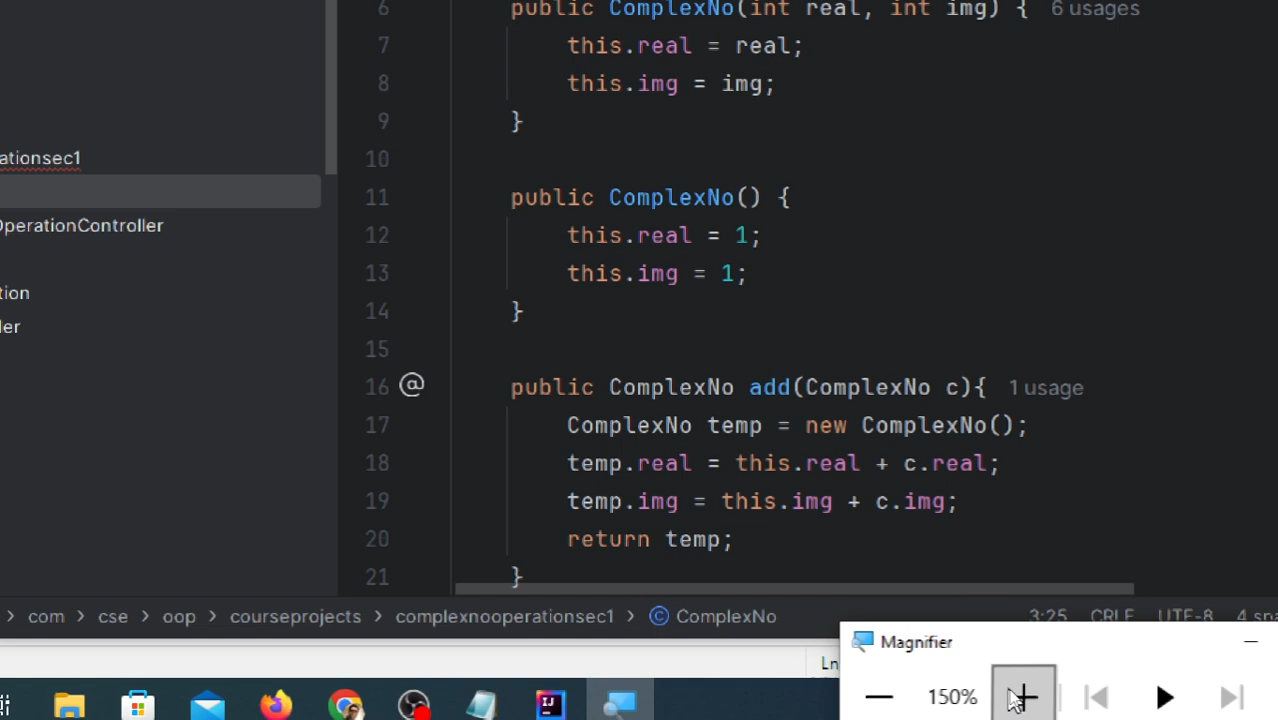 6 public ComplexNo(int real, int img) { 6 usages
7 this.real = real;
8 this.img = img;
9 }
10
ationsec1
11 public ComplexNo() {
OperationController
12 this.real = 1;
13 this.img = 1;
tion
14 }
ler
15
16 @ public ComplexNo add(ComplexNo c){ 1 usage
17 ComplexNo temp = new ComplexNo();
18 temp.real = this.real + c.real;
19 temp.img = this.img + c.img;
20 return temp;
21 }
> com > cse > oop > courseprojects > complexnooperationsec1 > © ComplexNo 3:25 CRLF UTF-8 4 spa
Magnifier
Ln
150%